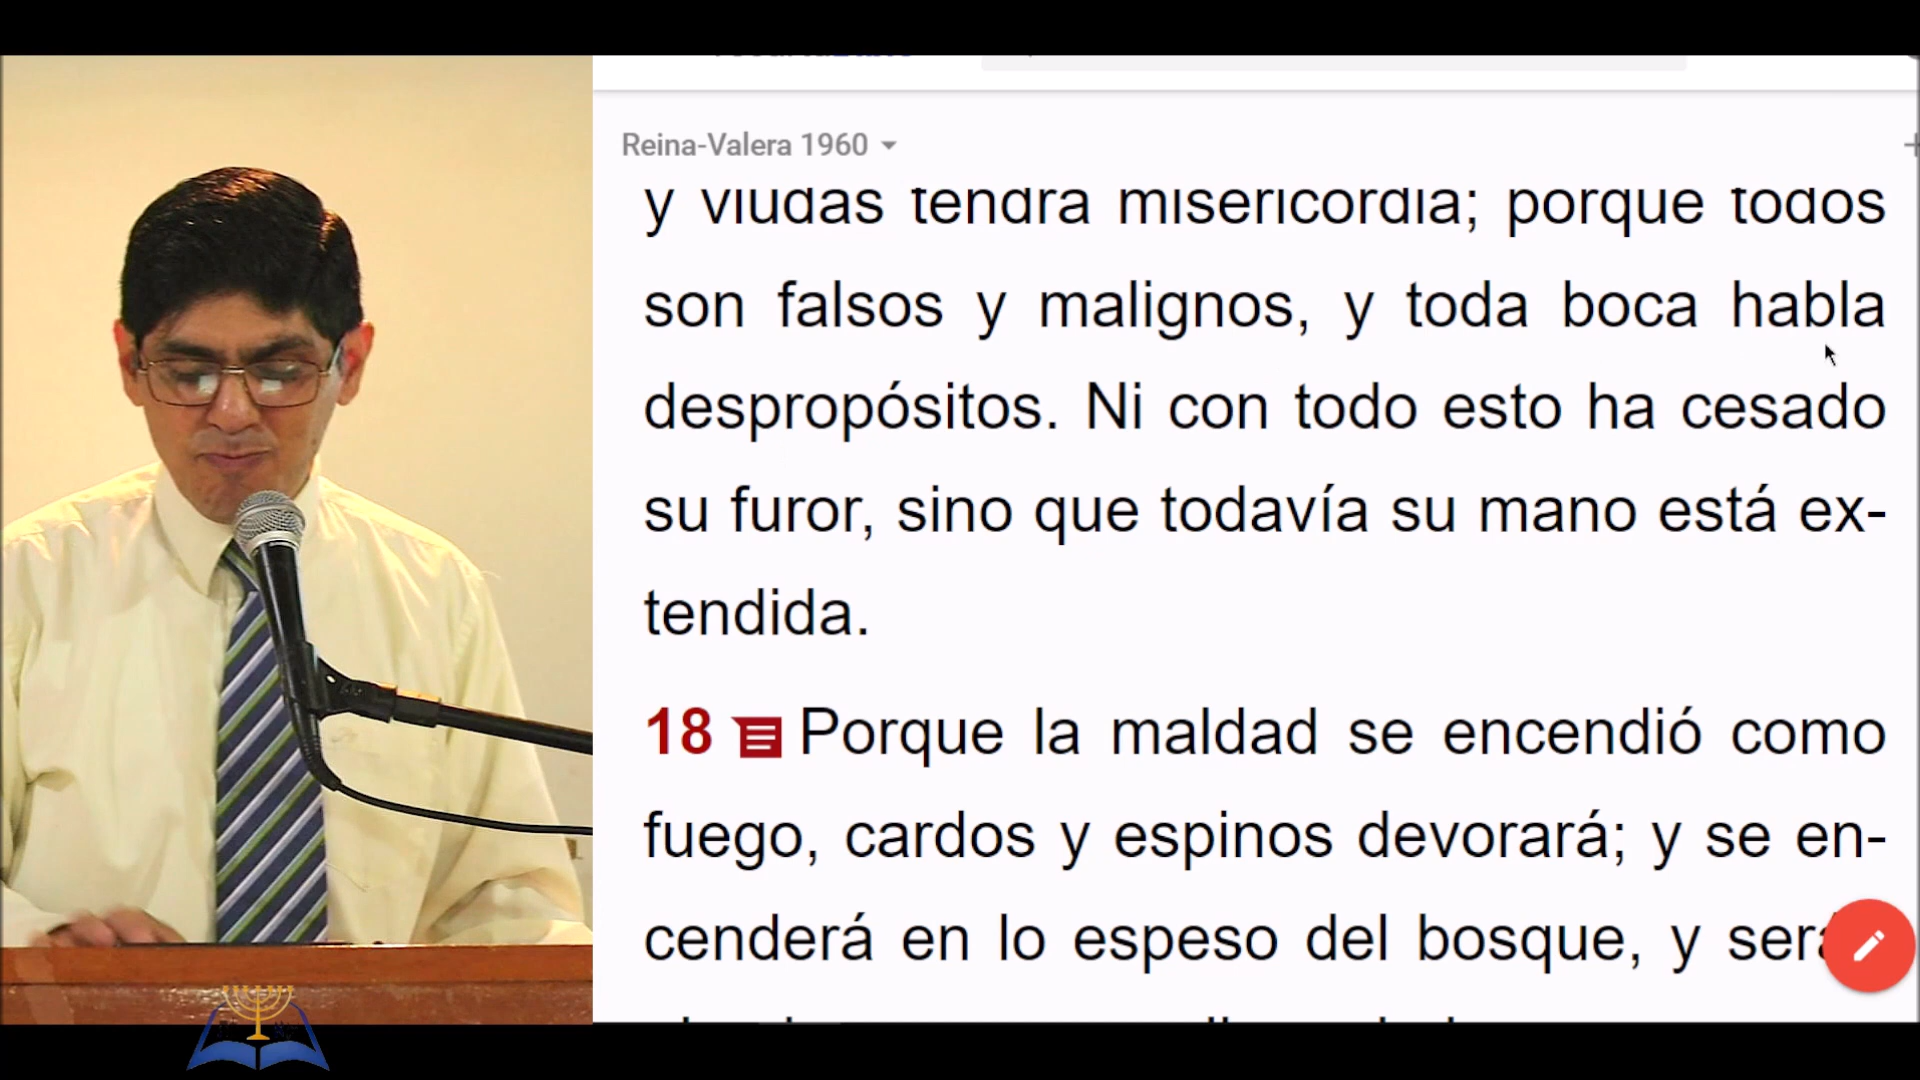 Reina-Valera 1960
y viudas tendrá misericordia; porque todos
son falsos y malignos, y toda boca habla
despropósitos. Ni con todo esto ha cesado
su furor, sino que todavía su mano está ex-
tendida.
18 Porque la maldad se encendió como
fuego, cardos y espinos devorará; y se en-
cenderá en lo espeso del bosque, y